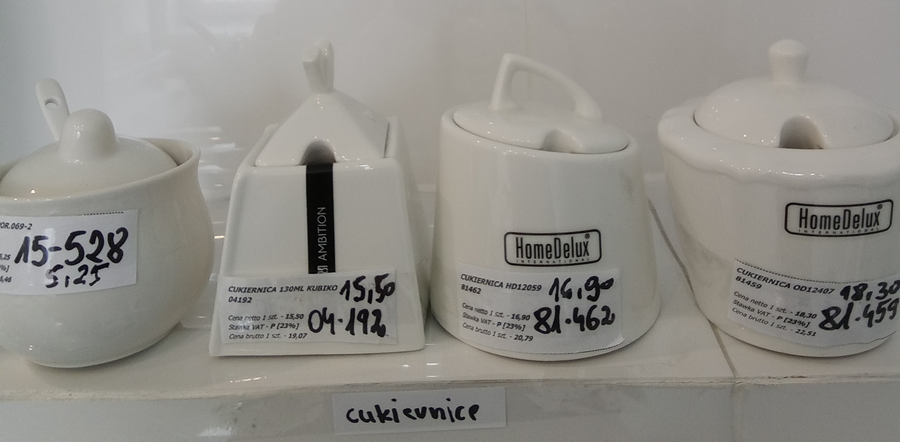 OR.069-2
15-528
5,25
AMBITION
CUKIERNICA 130ML KUBIKO
04192
15,50
Cena netto 1 szt. - 15,50
Stawka VAT - P [23%]
Cena brutto 1 szt. - 19,07
04-192
HomeDelux
INTERNATIONAL
CUKIERNICA HD12059
81462
16,90
Cena netto 1 szt. - 16,90
Stawka VAT - P [23%]
Cena brutto 1 szt. - 20,79
81-462
HomeDelux
INTERNATIONAL
CUKIERNICA OD12407
81459
18,30
Cena netto 1 szt. - 18,30
Stawka VAT - P [23%]
Cena brutto 1 szt. - 22,51
81-459
cukiernice